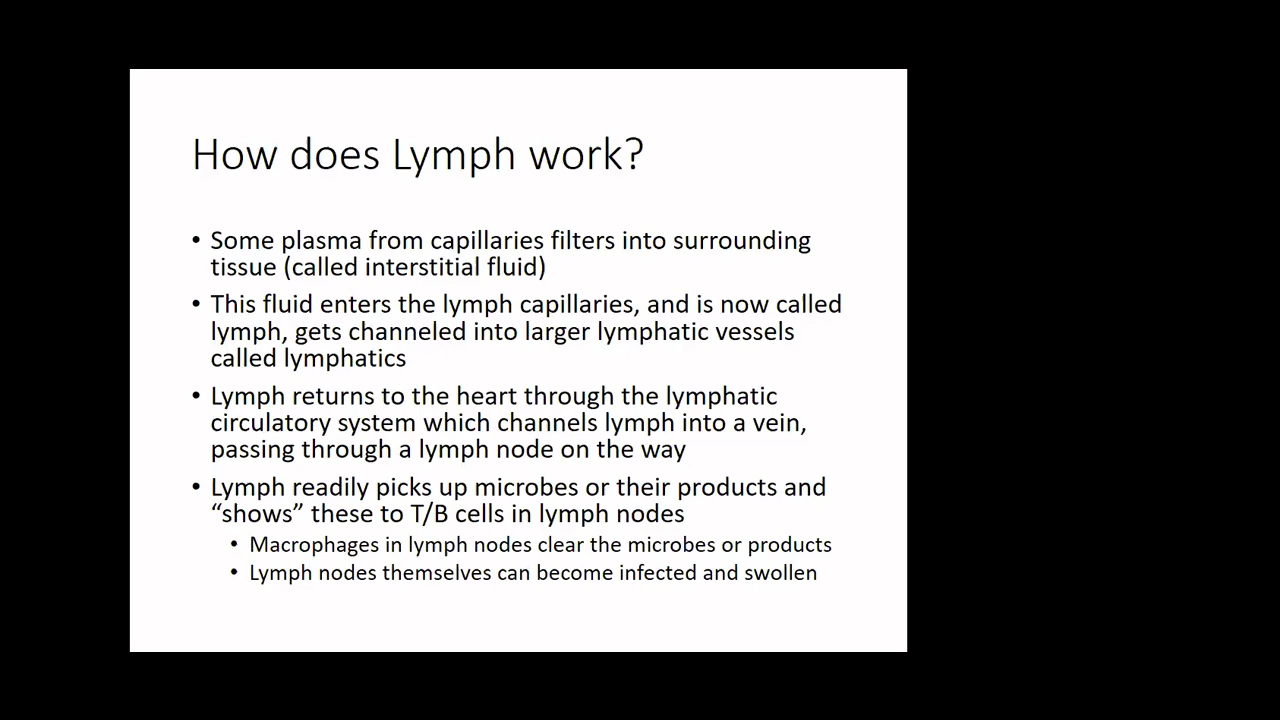 How does Lymph work?
• Some plasma from capillaries filters into surrounding
tissue (called interstitial fluid)
• This fluid enters the lymph capillaries, and is now called
lymph, gets channeled into larger lymphatic vessels
called lymphatics
• Lymph returns to the heart through the lymphatic
circulatory system which channels lymph into a vein,
passing through a lymph node on the way
• Lymph readily picks up microbes or their products and
“shows” these to T/B cells in lymph nodes
• Macrophages in lymph nodes clear the microbes or products
• Lymph nodes themselves can become infected and swollen